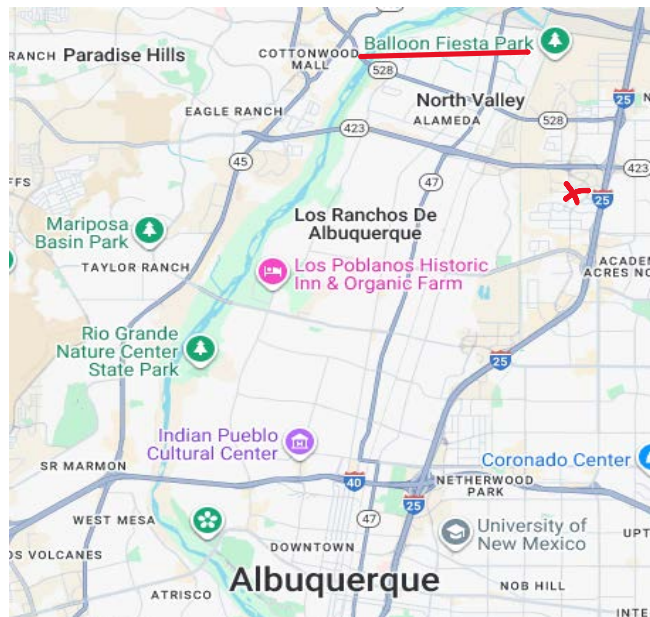 Balloon Fiesta Park
RANCH
Paradise Hills
COTTONWOOD
MALL
528
North Valley
25
N
EAGLE RANCH
ALAMEDA
528
423
45
423
47
FS
25
Mariposa
Basin Park
Los Ranchos De
Albuquerque
TAYLOR RANCH
Los Poblanos Historic
Inn & Organic Farm
ACADEM
ACRES NO
Rio Grande
Nature Center
State Park
25
Indian Pueblo
Cultural Center
Coronado Center
SR MARMON
40
NETHERWOOD
PARK
25
WEST MESA
47
University of
New Mexico
UPT
OS VOLCANES
DOWNTOWN
Albuquerque
ATRISCO
NOB HILL
INTE